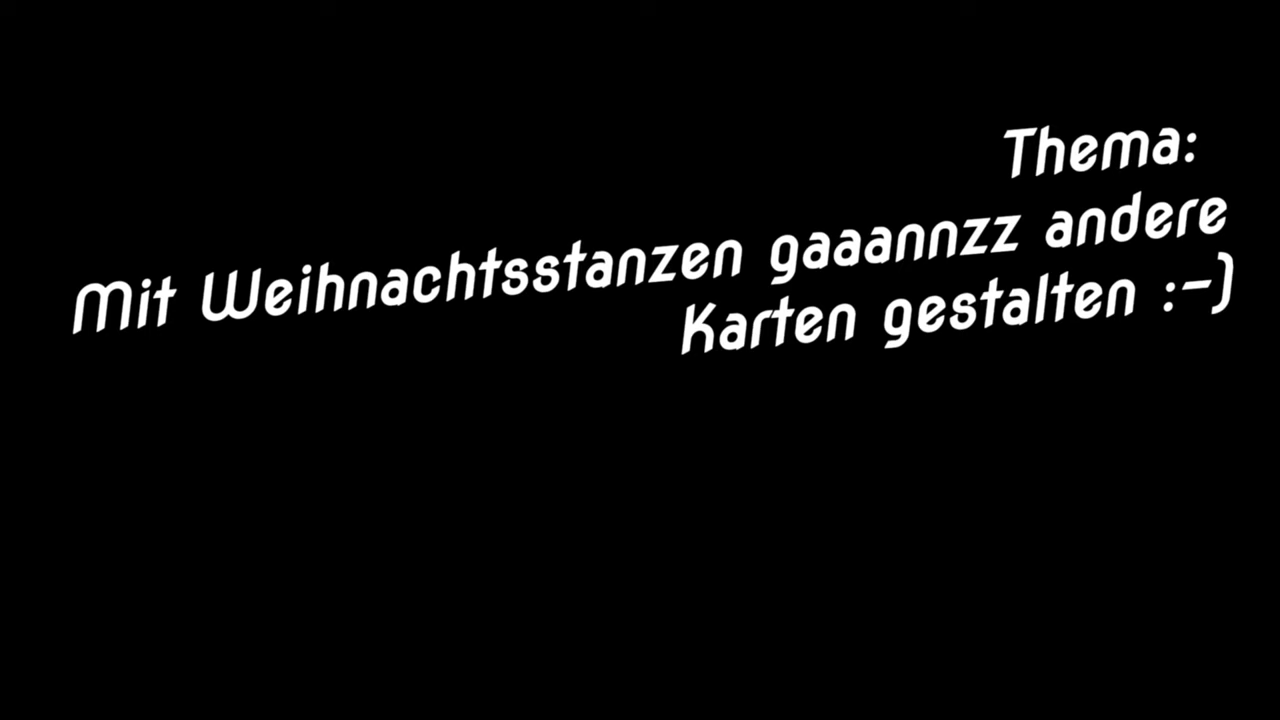 Thema:
Mit Weihnachtsstanzen gaaannzz andere
Karten gestalten :-)